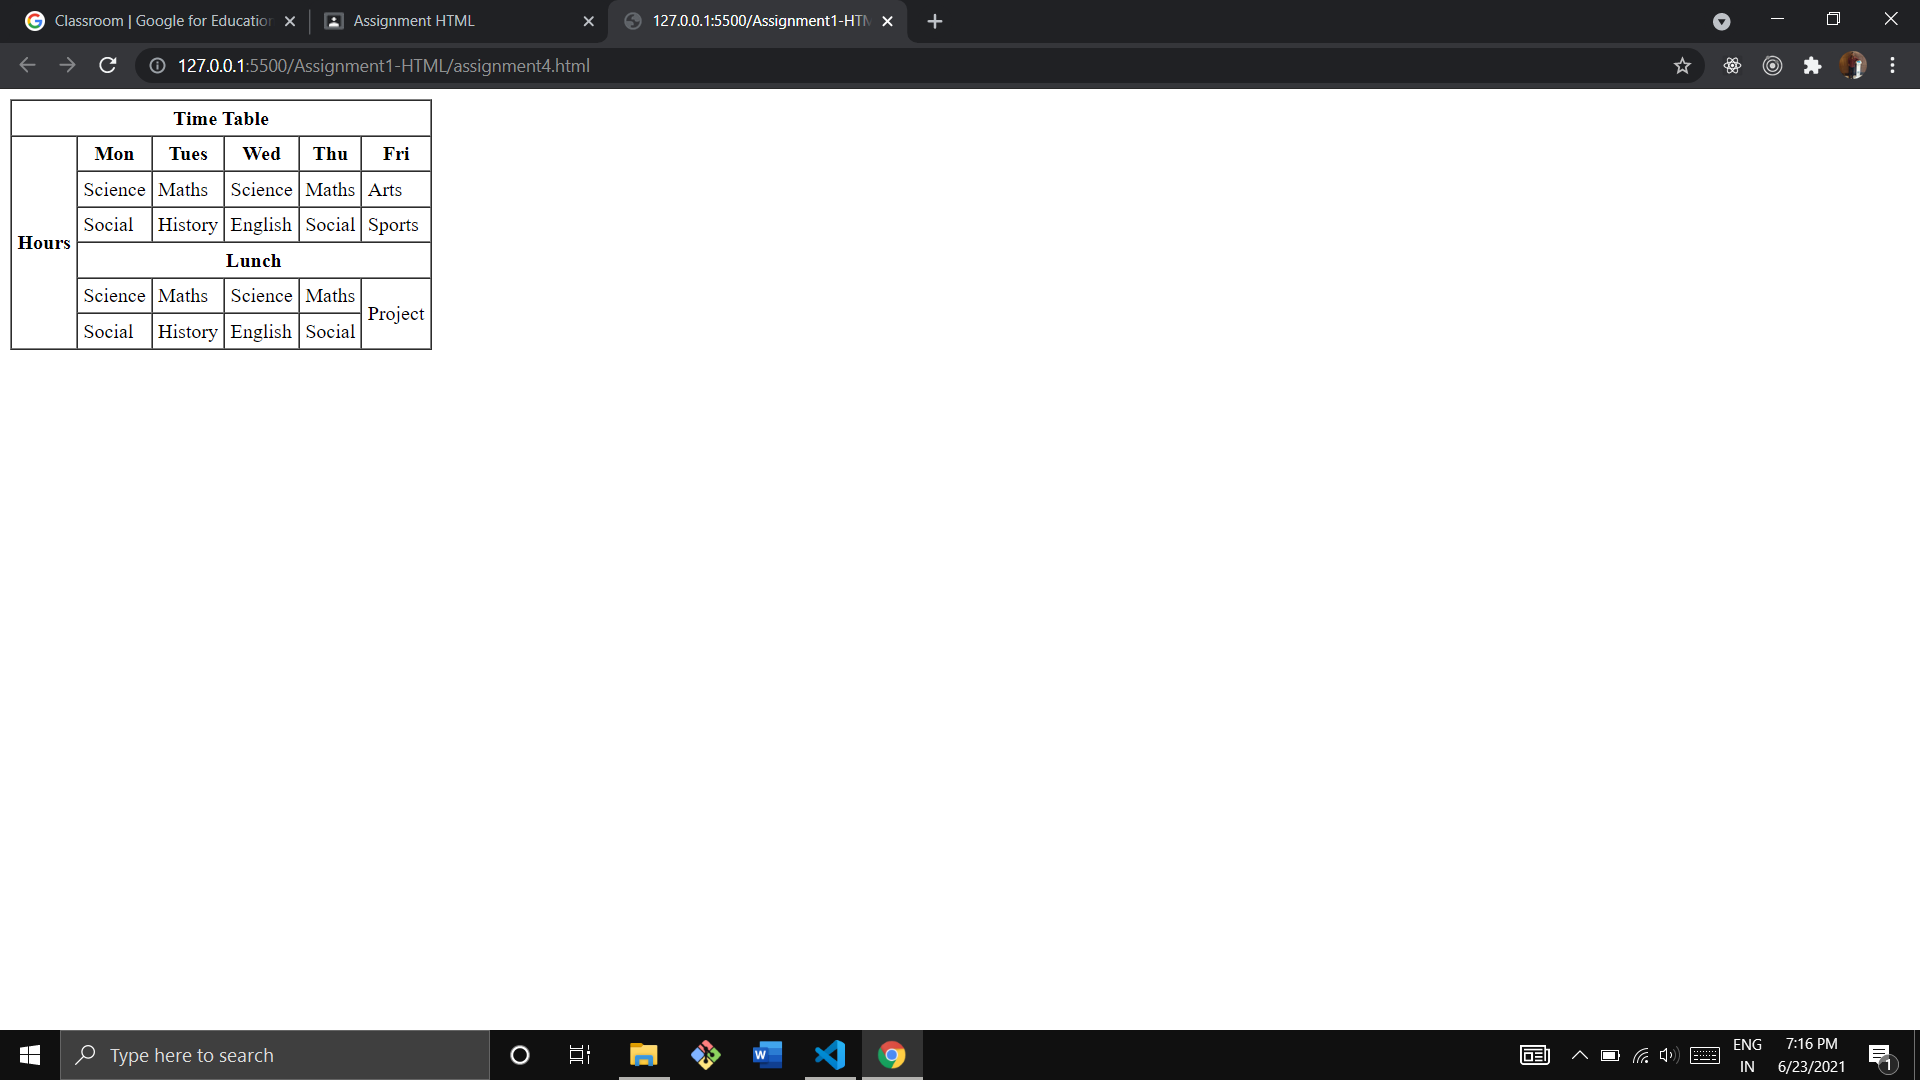 Classroom | Google for Education
Assignment HTML
127.0.0.1:5500/Assignment1-HTM
127.0.0.1:5500/Assignment1-HTML/assignment4.html
Time Table
Hours Mon Tues Wed Thu Fri
Science Maths Science Maths Arts
Social History English Social Sports
Lunch
Science Maths Science Maths Project
Social History English Social
Type here to search
ENG
IN
7:16 PM
6/23/2021
1